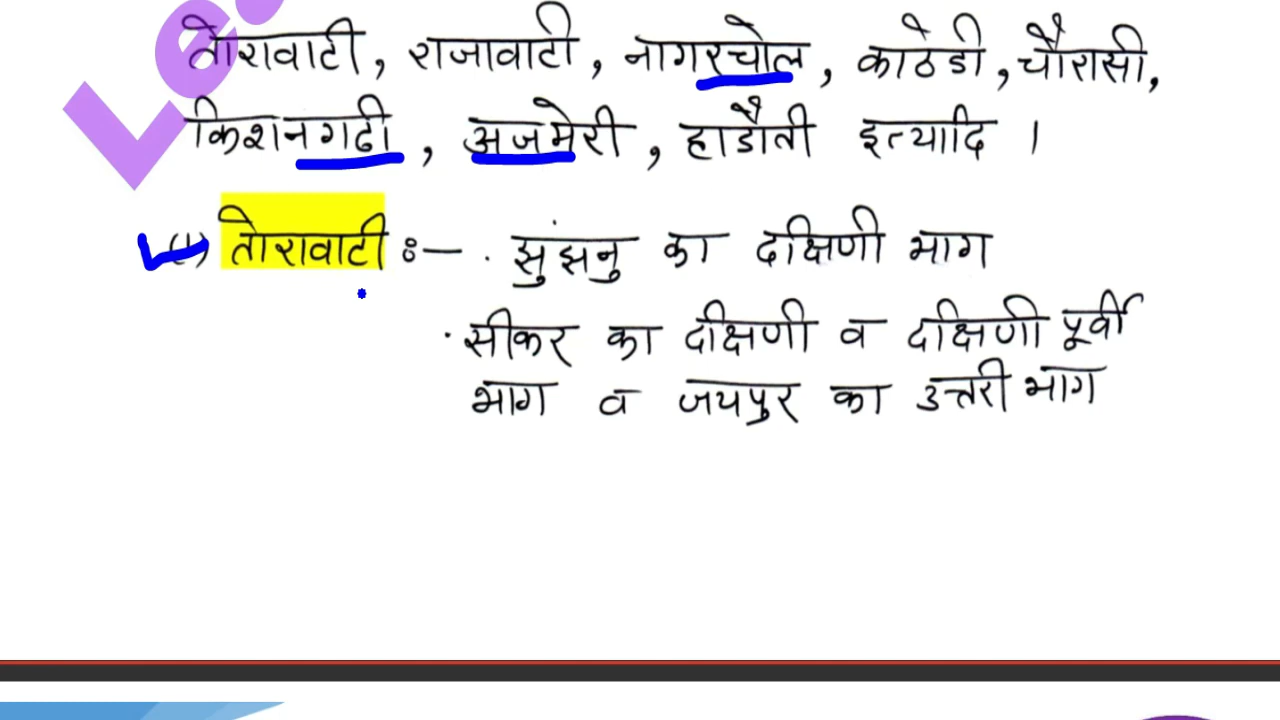 तोरावाटी, राजावाटी, नागरचोल, काठेडी, चौरासी,
किशनगढी, अजमेरी, हाडौती इत्यादि ।
(1) तोरावाटी :— · झुंझनु का दक्षिणी भाग
· सीकर का दक्षिणी व दक्षिणी पूर्वी
भाग व जयपुर का उत्तरी भाग